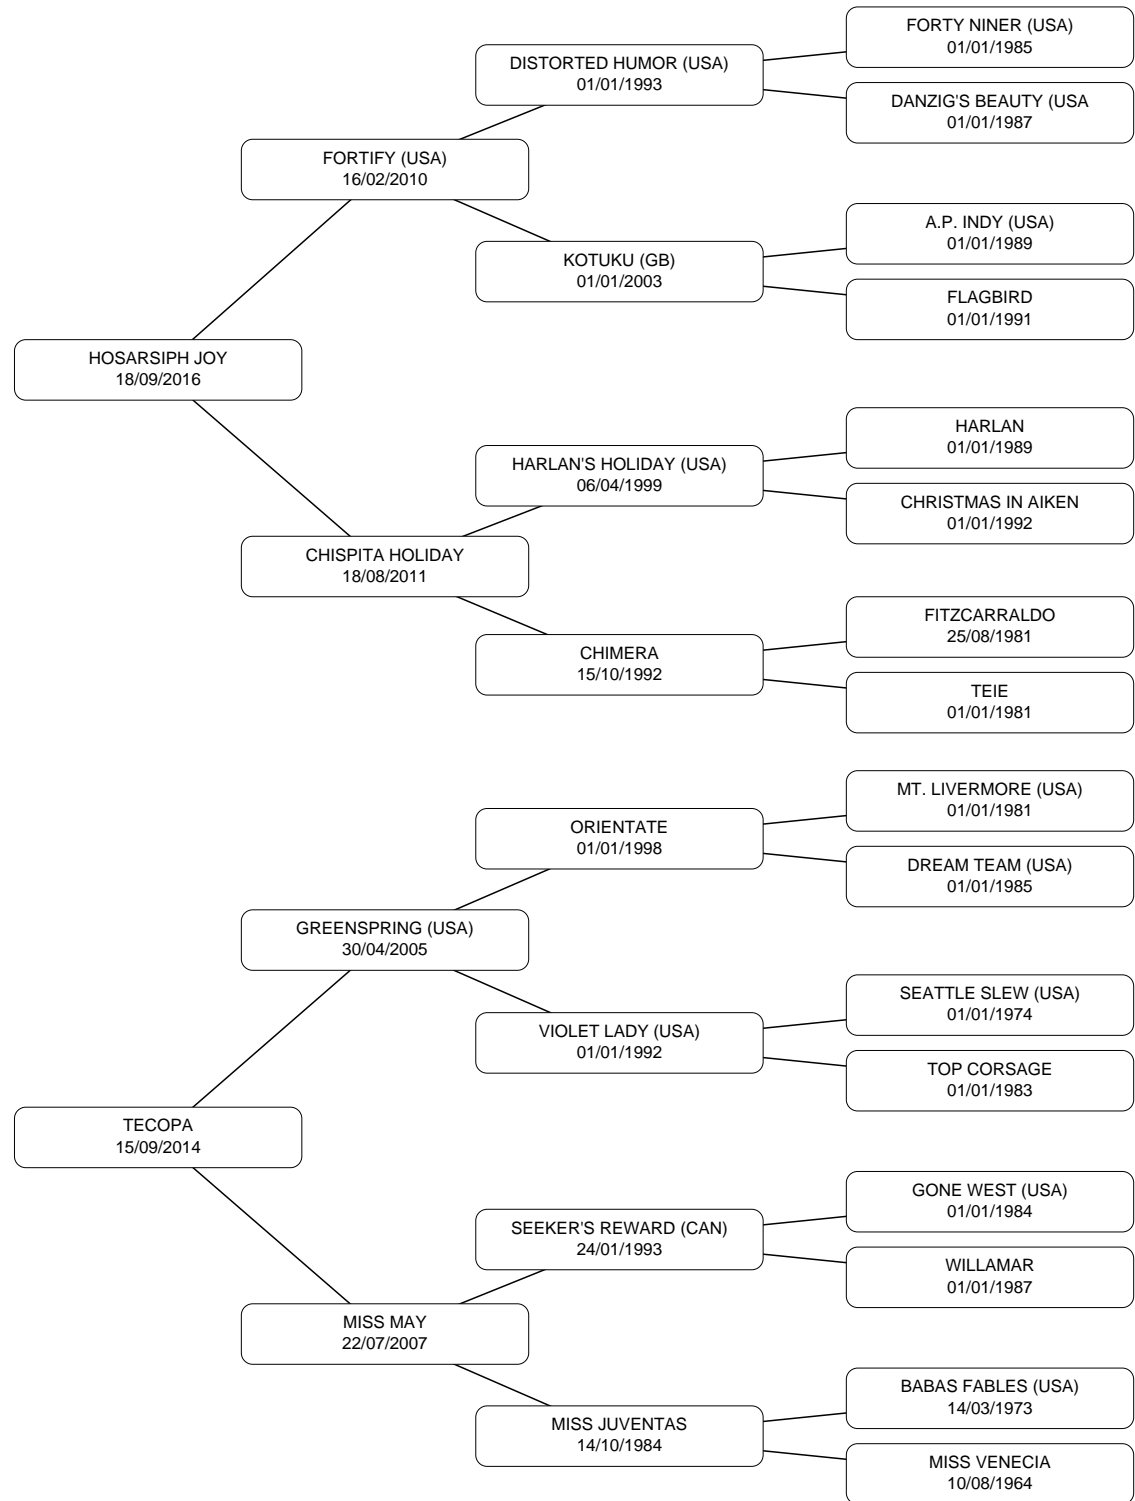 FORTY NINER (USA)
01/01/1985
DISTORTED HUMOR (USA)
01/01/1993
DANZIG'S BEAUTY (USA
01/01/1987
FORTIFY (USA)
16/02/2010
A.P. INDY (USA)
01/01/1989
KOTUKU (GB)
01/01/2003
FLAGBIRD
01/01/1991
HOSARSIPH JOY
18/09/2016
HARLAN
01/01/1989
HARLAN'S HOLIDAY (USA)
06/04/1999
CHRISTMAS IN AIKEN
01/01/1992
CHISPITA HOLIDAY
18/08/2011
FITZCARRALDO
25/08/1981
CHIMERA
15/10/1992
TEIE
01/01/1981
MT. LIVERMORE (USA)
01/01/1981
ORIENTATE
01/01/1998
DREAM TEAM (USA)
01/01/1985
GREENSPRING (USA)
30/04/2005
SEATTLE SLEW (USA)
01/01/1974
VIOLET LADY (USA)
01/01/1992
TOP CORSAGE
01/01/1983
TECOPA
15/09/2014
GONE WEST (USA)
01/01/1984
SEEKER'S REWARD (CAN)
24/01/1993
WILLAMAR
01/01/1987
MISS MAY
22/07/2007
BABAS FABLES (USA)
14/03/1973
MISS JUVENTAS
14/10/1984
MISS VENECIA
10/08/1964